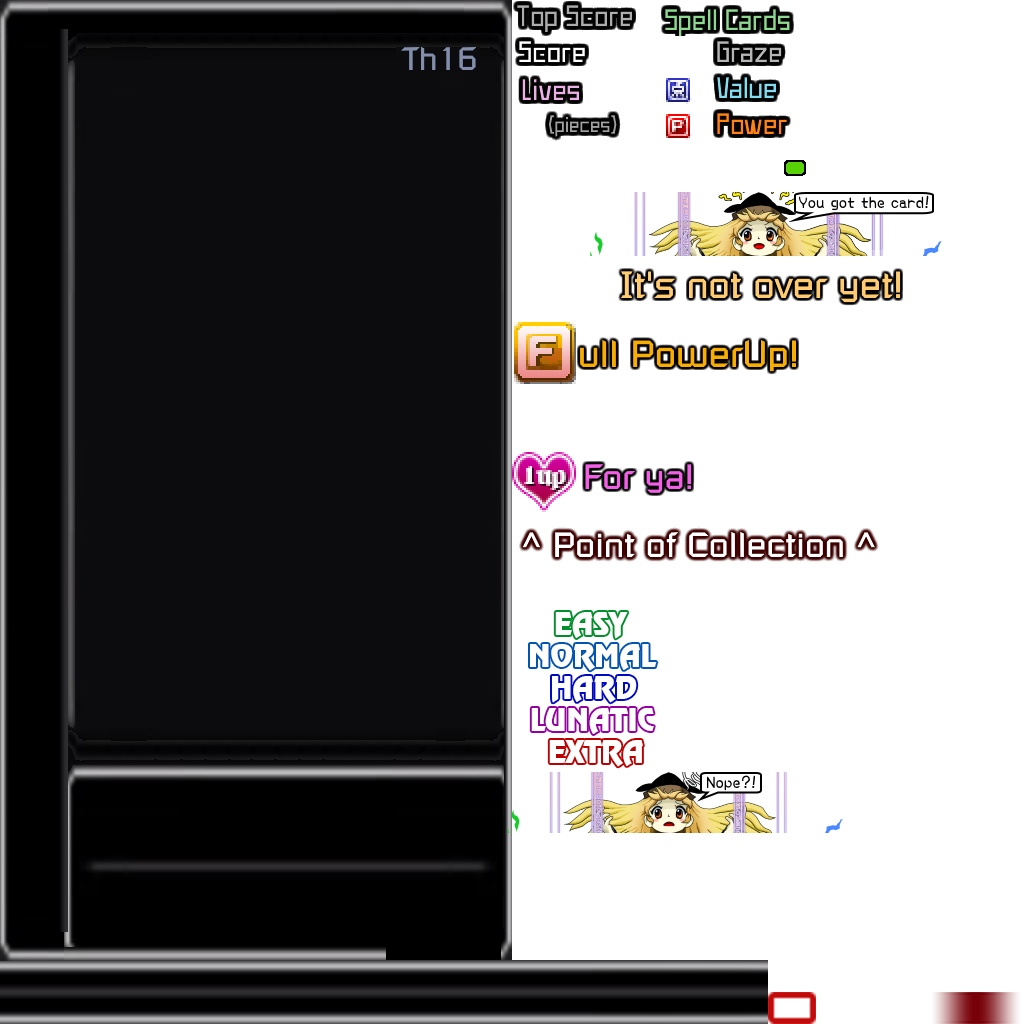 Th16
Top Score
Spell Cards
Score
Graze
Lives
Value
(pieces)
P
Power
You got the card!
It's not over yet!
Full PowerUp!
1up For ya!
^ Point of Collection ^
EASY
NORMAL
HARD
LUNATIC
EXTRA
Nope?!